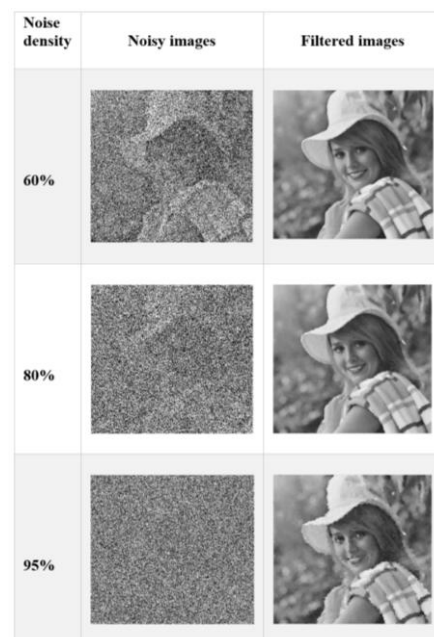 Noise
density
Noisy images
Filtered images
60%
80%
95%